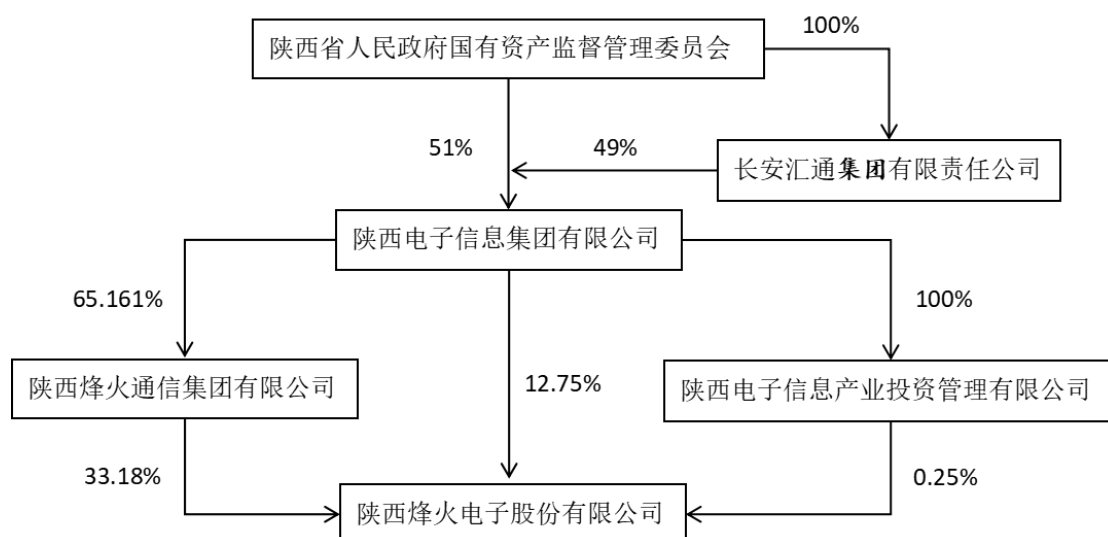 陕西省人民政府国有资产监督管理委员会
100%
51%
49%
长安汇通集团有限责任公司
陕西电子信息集团有限公司
65.161%
100%
陕西烽火通信集团有限公司
12.75%
陕西电子信息产业投资管理有限公司
33.18%
0.25%
陕西烽火电子股份有限公司